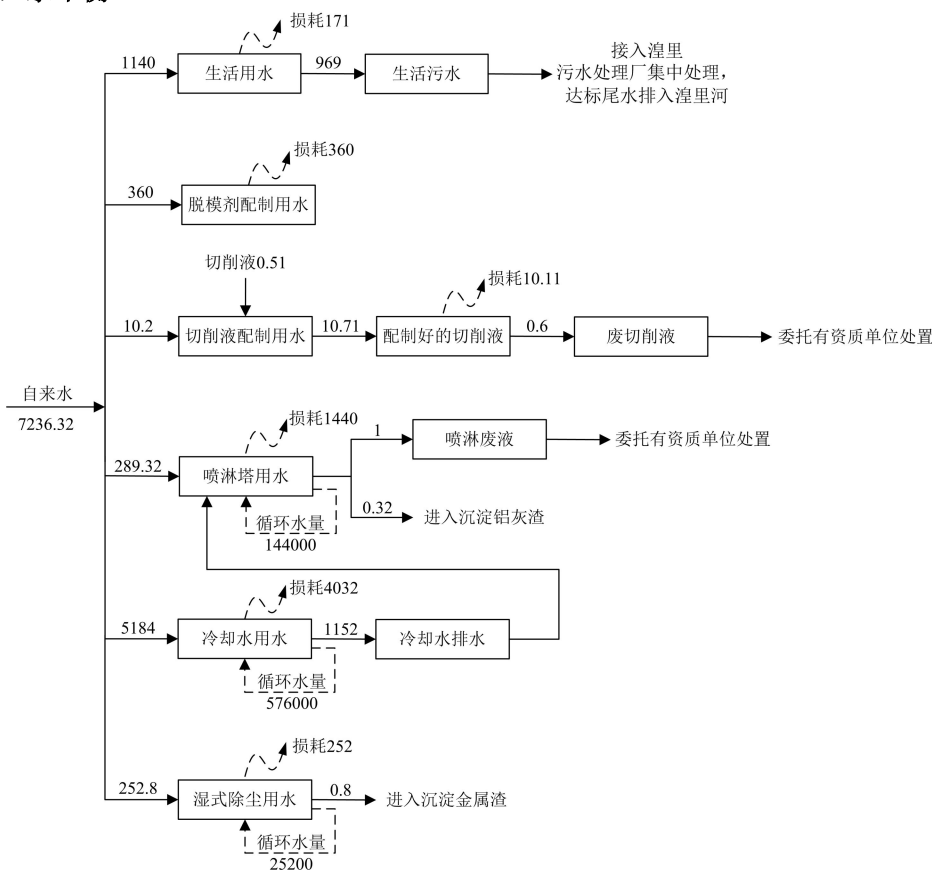 损耗171
1140
生活用水
969
生活污水
接入湟里
污水处理厂集中处理，
达标尾水排入湟里河
损耗360
360
脱模剂配制用水
切削液0.51
损耗10.11
10.2
切削液配制用水
10.71
配制好的切削液
0.6
废切削液
委托有资质单位处置
自来水
7236.32
损耗1440
289.32
喷淋塔用水
1
喷淋废液
委托有资质单位处置
0.32
进入沉淀铝灰渣
循环水量
144000
损耗4032
5184
冷却水用水
1152
冷却水排水
循环水量
576000
损耗252
252.8
湿式除尘用水
0.8
进入沉淀金属渣
循环水量
25200